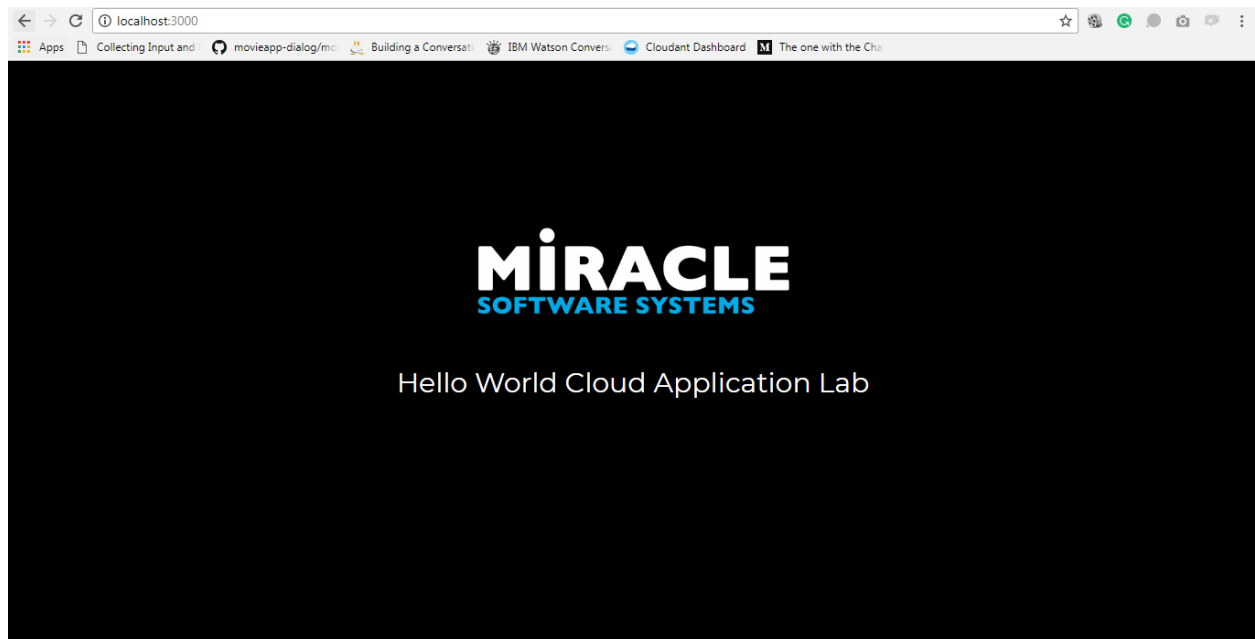 localhost:3000
Apps Collecting Input and movieapp-dialog/mo Building a Conversati IBM Watson Convers Cloudant Dashboard M The one with the Cha
MiRACLE
SOFTWARE SYSTEMS
Hello World Cloud Application Lab